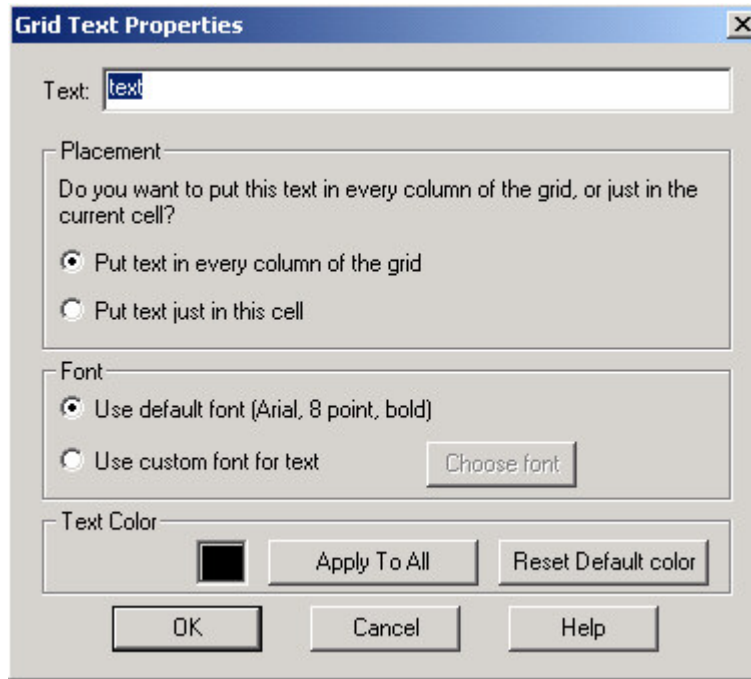 Grid Text Properties
Text: text
Placement
Do you want to put this text in every column of the grid, or just in the
current cell?
Put text in every column of the grid
Put text just in this cell
Font
Use default font (Arial, 8 point, bold)
Use custom font for text Choose font
Text Color
Apply To All Reset Default color
OK Cancel Help